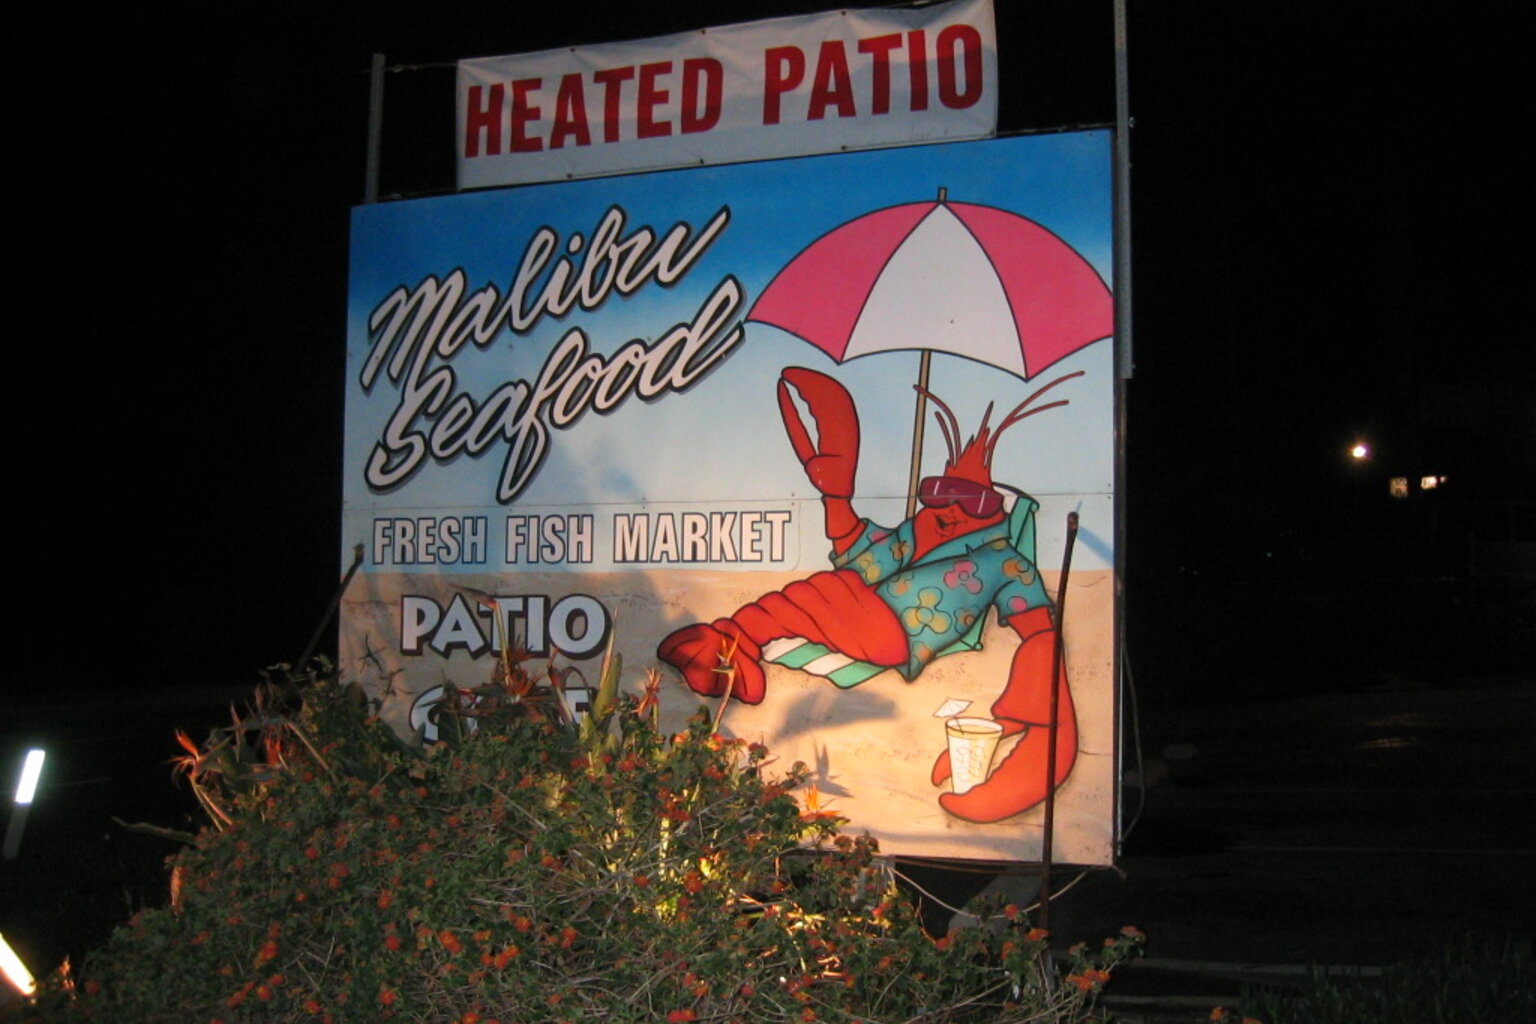 HEATED PATIO
Malibu
Seafood
FRESH FISH MARKET
PATIO